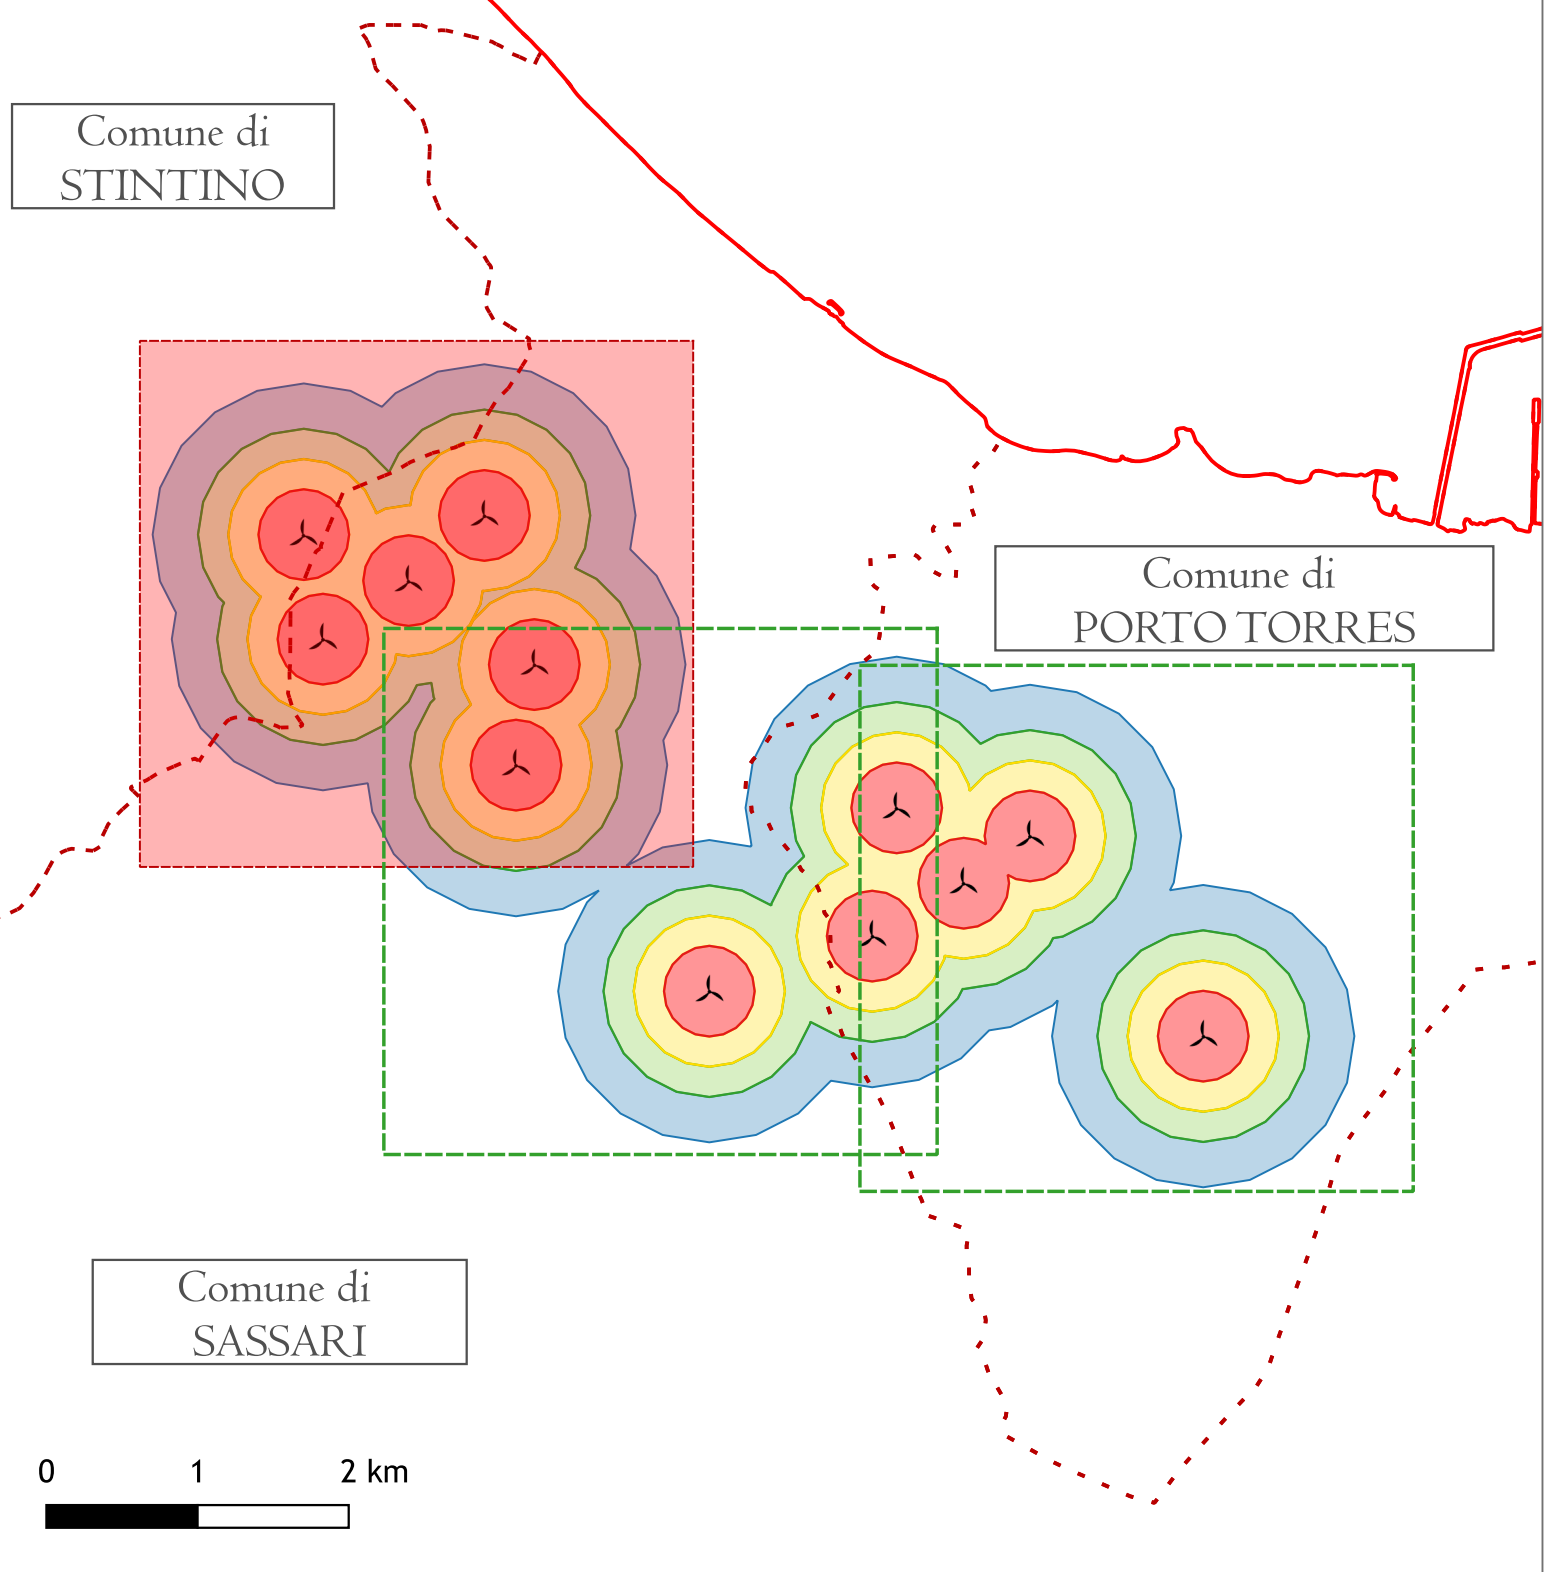 Comune di
STINTINO
Comune di
PORTO TORRES
Comune di
SASSARI
0 1 2 km